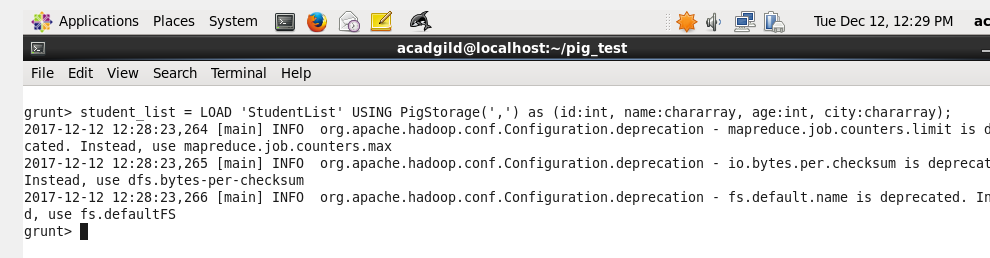 Applications Places System Tue Dec 12, 12:29 PM ac
acadgild@localhost:~/pig_test
File Edit View Search Terminal Help
grunt> student_list = LOAD 'StudentList' USING PigStorage(',') as (id:int, name:chararray, age:int, city:chararray);
2017-12-12 12:28:23,264 [main] INFO  org.apache.hadoop.conf.Configuration.deprecation - mapreduce.job.counters.limit is d
cated. Instead, use mapreduce.job.counters.max
2017-12-12 12:28:23,265 [main] INFO  org.apache.hadoop.conf.Configuration.deprecation - io.bytes.per.checksum is deprecat
Instead, use dfs.bytes-per-checksum
2017-12-12 12:28:23,266 [main] INFO  org.apache.hadoop.conf.Configuration.deprecation - fs.default.name is deprecated. In
d, use fs.defaultFS
grunt>